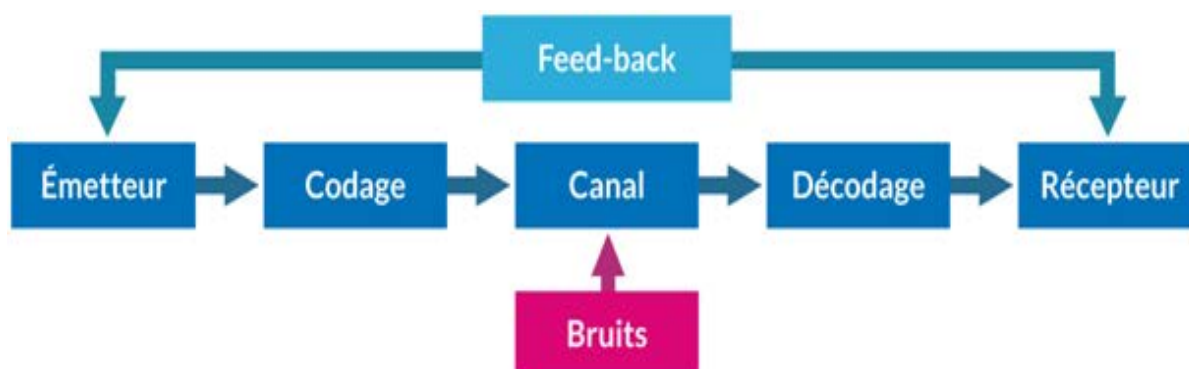 Feed-back
Émetteur
Codage
Canal
Décodage
Récepteur
Bruits